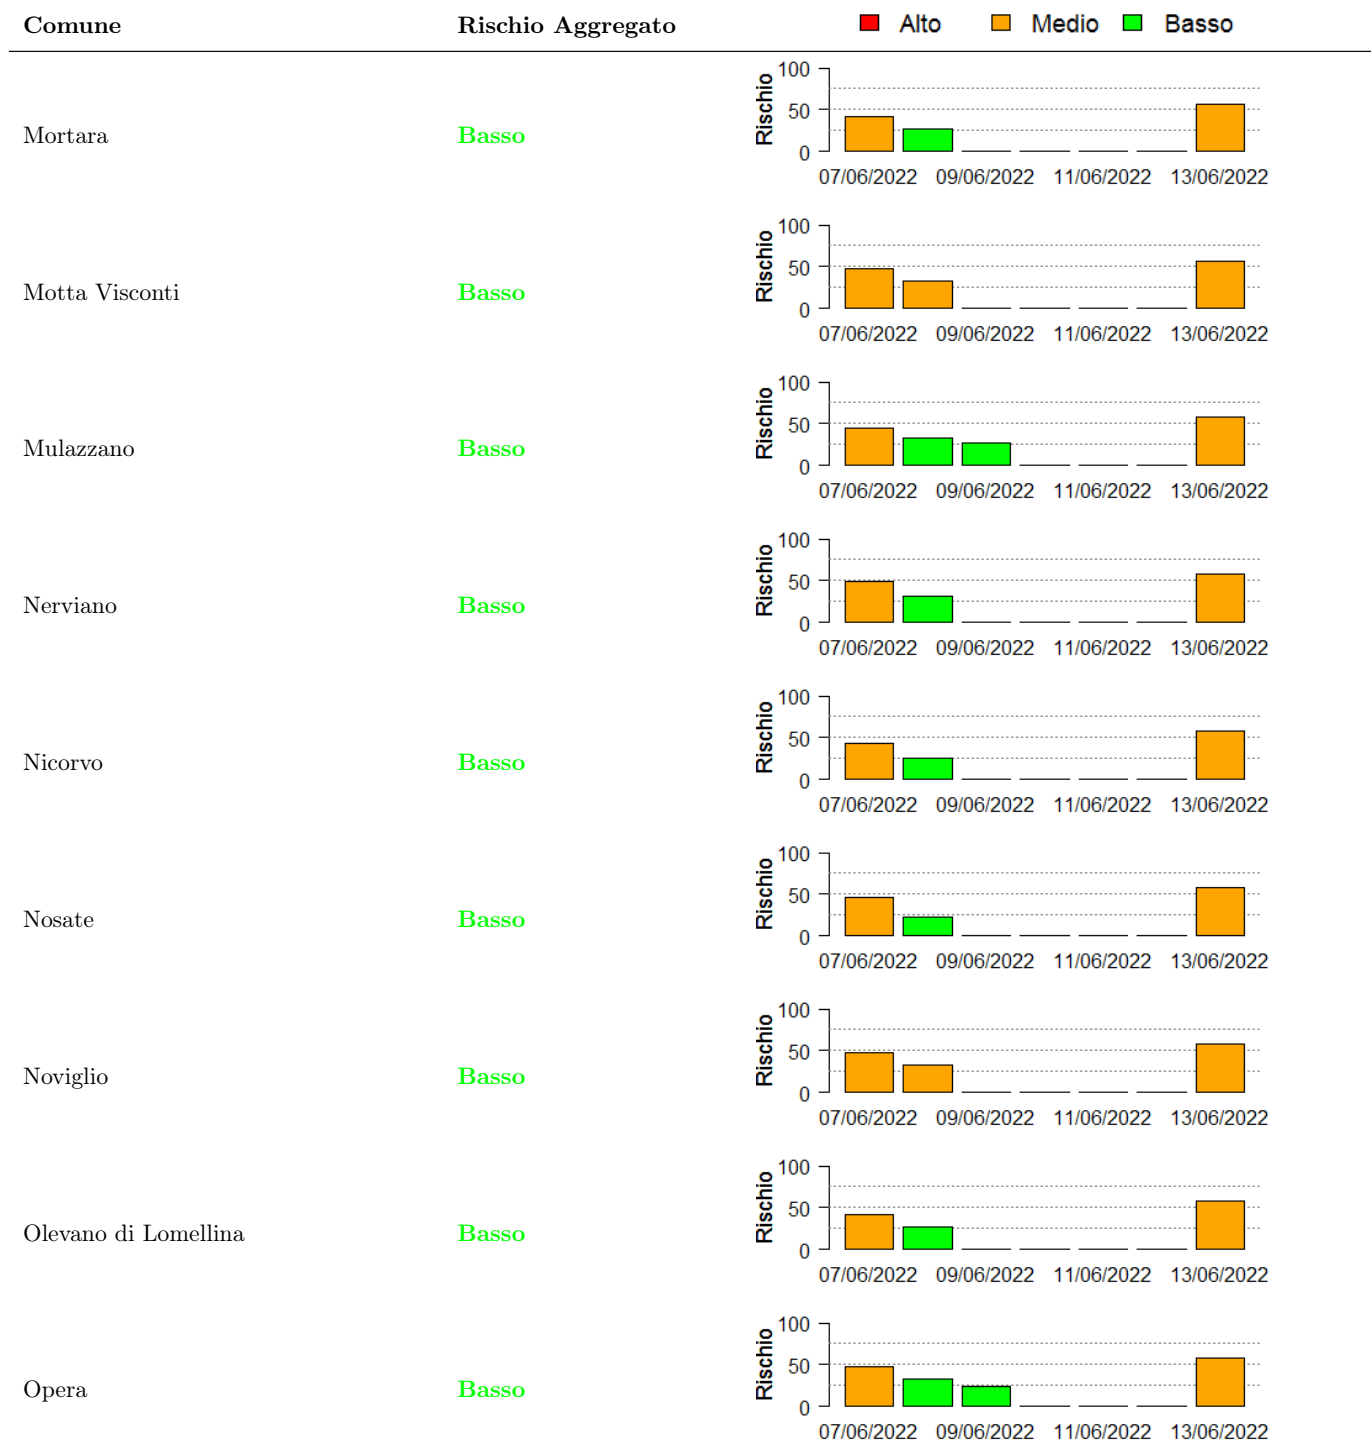 Comune Rischio Aggregato Alto Medio Basso
Mortara Basso Rischio 100 50 0
07/06/2022 09/06/2022 11/06/2022 13/06/2022
Motta Visconti Basso Rischio 100 50 0
07/06/2022 09/06/2022 11/06/2022 13/06/2022
Mulazzano Basso Rischio 100 50 0
07/06/2022 09/06/2022 11/06/2022 13/06/2022
Nerviano Basso Rischio 100 50 0
07/06/2022 09/06/2022 11/06/2022 13/06/2022
Nicorvo Basso Rischio 100 50 0
07/06/2022 09/06/2022 11/06/2022 13/06/2022
Nosate Basso Rischio 100 50 0
07/06/2022 09/06/2022 11/06/2022 13/06/2022
Noviglio Basso Rischio 100 50 0
07/06/2022 09/06/2022 11/06/2022 13/06/2022
Olevano di Lomellina Basso Rischio 100 50 0
07/06/2022 09/06/2022 11/06/2022 13/06/2022
Opera Basso Rischio 100 50 0
07/06/2022 09/06/2022 11/06/2022 13/06/2022